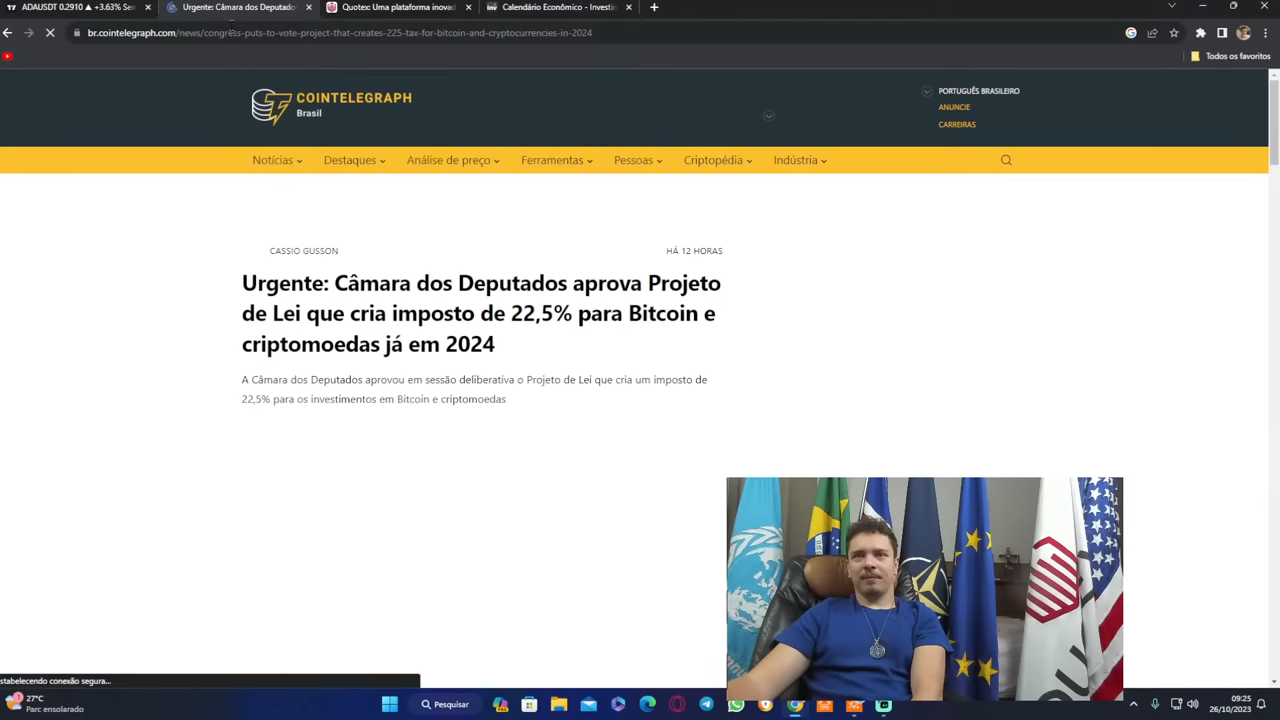 ADAUSDT 0.2910 ▲ +3.63% Se
Urgente: Câmara dos Deputados
Quotex: Uma plataforma inovad
Calendário Econômico - Investin
br.cointelegraph.com/news/congress-puts-to-vote-project-that-creates-225-tax-for-bitcoin-and-cryptocurrencies-in-2024
Todos os favoritos
COINTELEGRAPH
Brasil
PORTUGUÊS BRASILEIRO
ANUNCIE
CARREIRAS
Notícias
Destaques
Análise de preço
Ferramentas
Pessoas
Criptopédia
Indústria
CASSIO GUSSON
HÁ 12 HORAS
Urgente: Câmara dos Deputados aprova Projeto
de Lei que cria imposto de 22,5% para Bitcoin e
criptomoedas já em 2024
A Câmara dos Deputados aprovou em sessão deliberativa o Projeto de Lei que cria um imposto de
22,5% para os investimentos em Bitcoin e criptomoedas
stabelecendo conexão segura...
1
27°C
Parc ensolarado
Pesquisar
09:25
26/10/2023